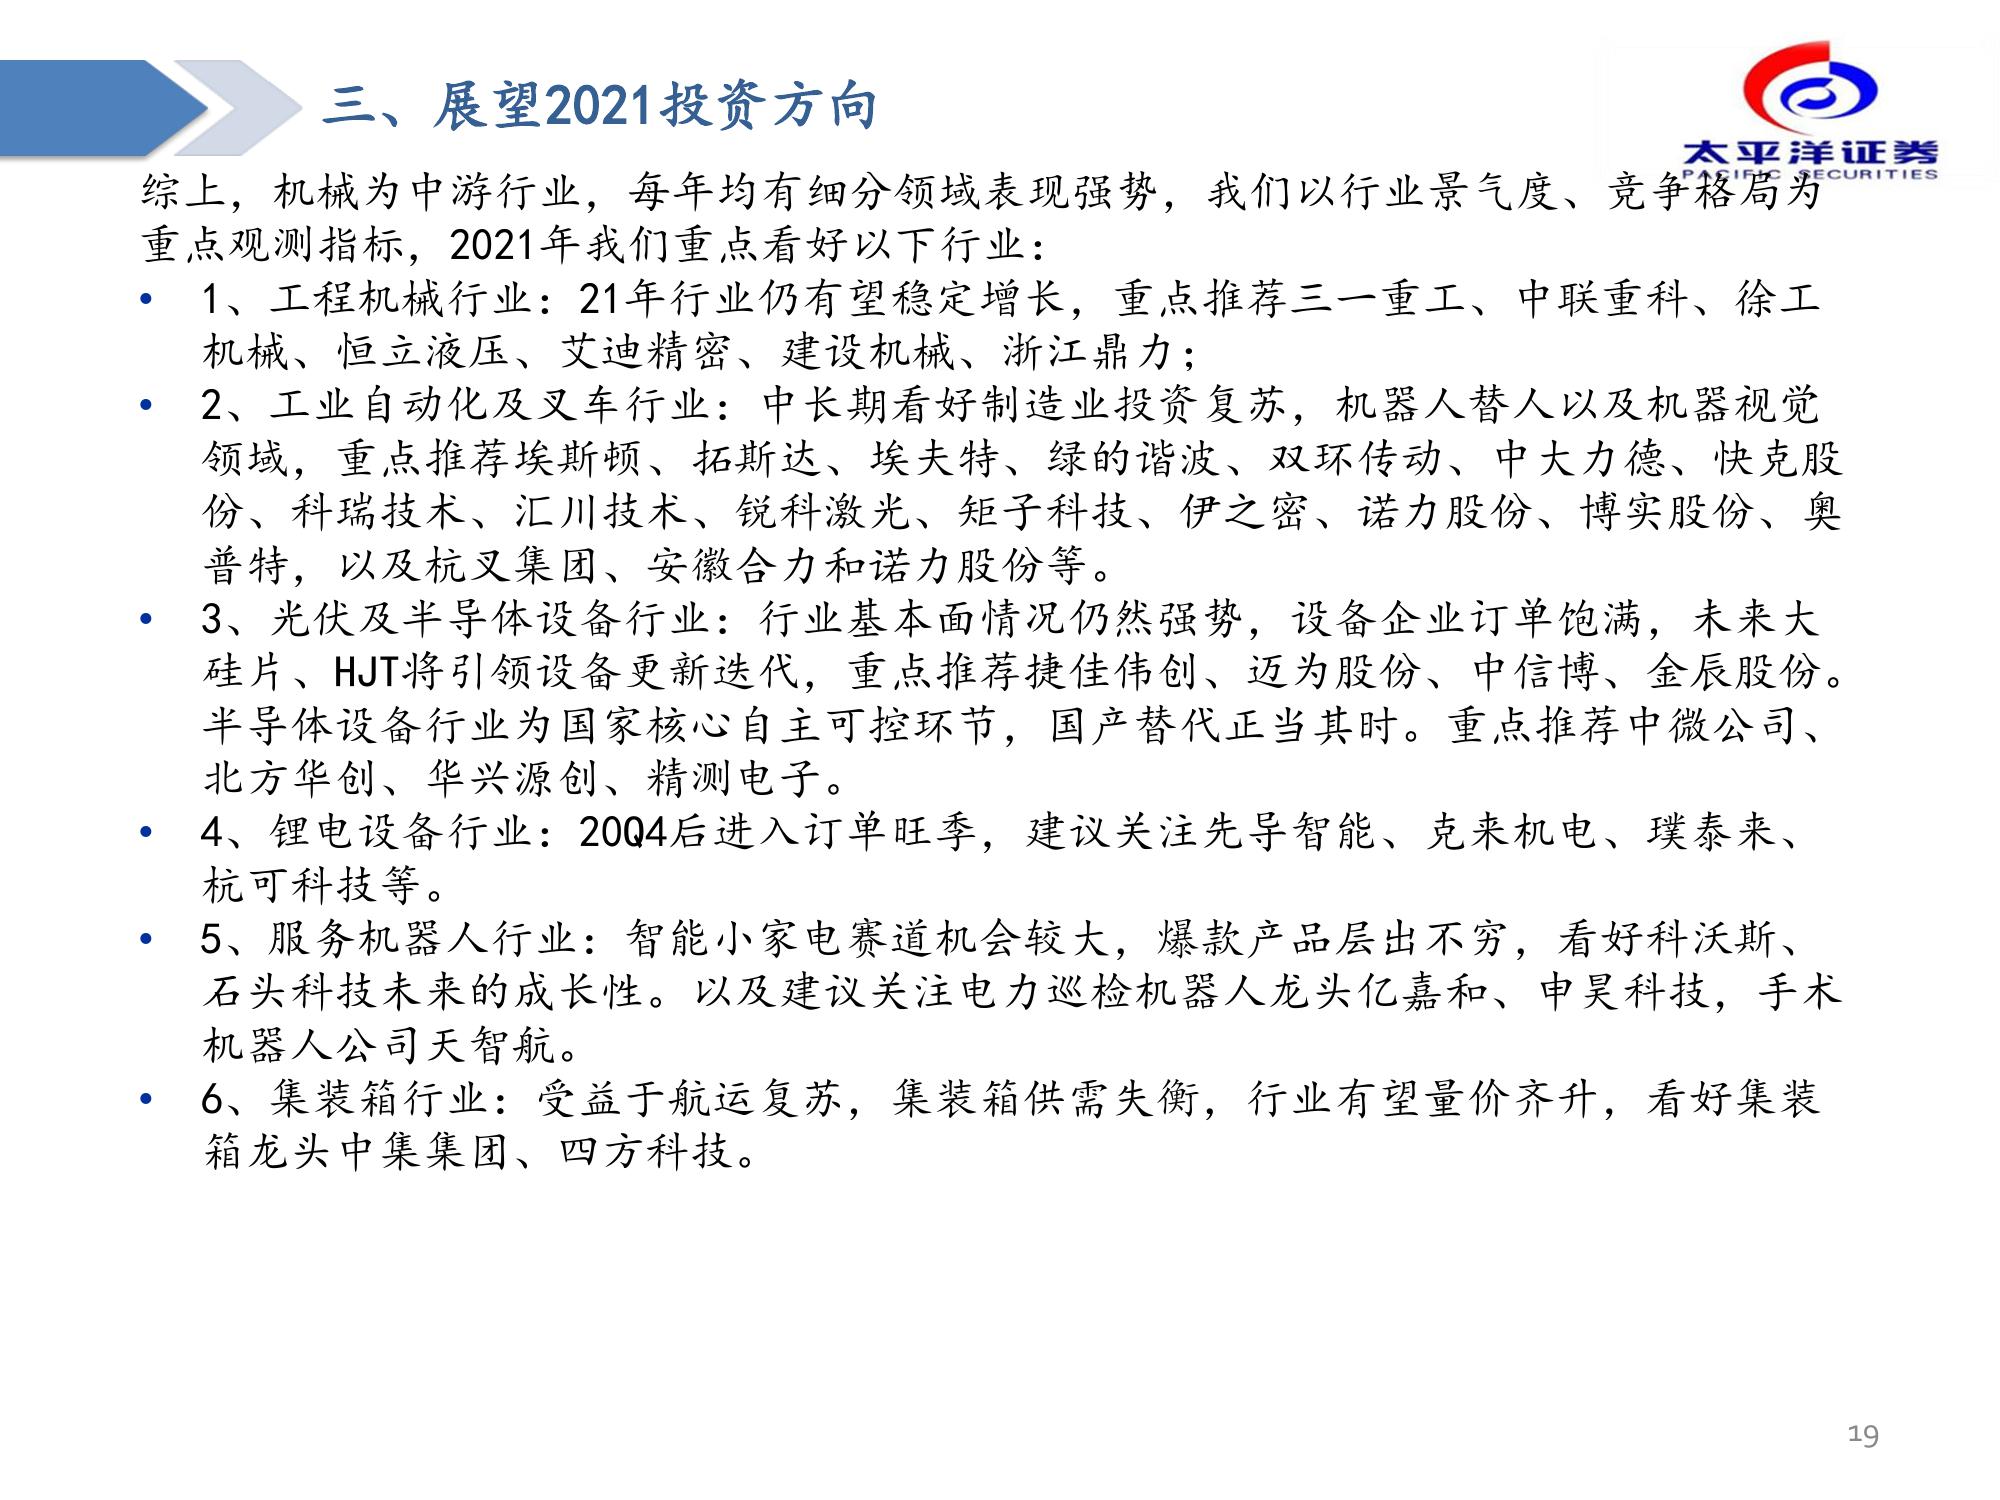 三、展望2021投资方向
太平洋证券
PACIFIC SECURITIES
综上，机械为中游行业，每年均有细分领域表现强势，我们以行业景气度、竞争格局为
重点观测指标，2021年我们重点看好以下行业：
• 1、工程机械行业：21年行业仍有望稳定增长，重点推荐三一重工、中联重科、徐工
机械、恒立液压、艾迪精密、建设机械、浙江鼎力；
• 2、工业自动化及叉车行业：中长期看好制造业投资复苏，机器人替人以及机器视觉
领域，重点推荐埃斯顿、拓斯达、埃夫特、绿的谐波、双环传动、中大力德、快克股
份、科瑞技术、汇川技术、锐科激光、矩子科技、伊之密、诺力股份、博实股份、奥
普特，以及杭叉集团、安徽合力和诺力股份等。
• 3、光伏及半导体设备行业：行业基本面情况仍然强势，设备企业订单饱满，未来大
硅片、HJT将引领设备更新迭代，重点推荐捷佳伟创、迈为股份、中信博、金辰股份。
半导体设备行业为国家核心自主可控环节，国产替代正当其时。重点推荐中微公司、
北方华创、华兴源创、精测电子。
• 4、锂电设备行业：20Q4后进入订单旺季，建议关注先导智能、克来机电、璞泰来、
杭可科技等。
• 5、服务机器人行业：智能小家电赛道机会较大，爆款产品层出不穷，看好科沃斯、
石头科技未来的成长性。以及建议关注电力巡检机器人龙头亿嘉和、申昊科技，手术
机器人公司天智航。
• 6、集装箱行业：受益于航运复苏，集装箱供需失衡，行业有望量价齐升，看好集装
箱龙头中集集团、四方科技。
19